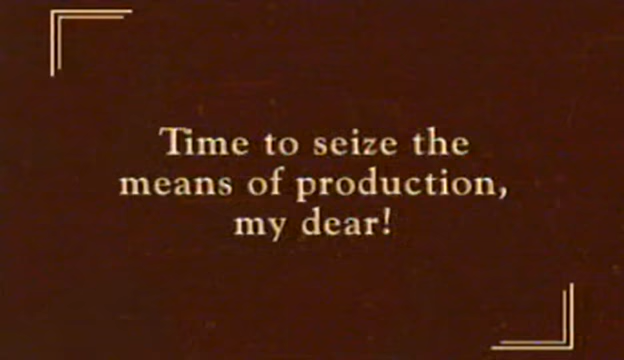 Time to seize the
means of production,
my dear!